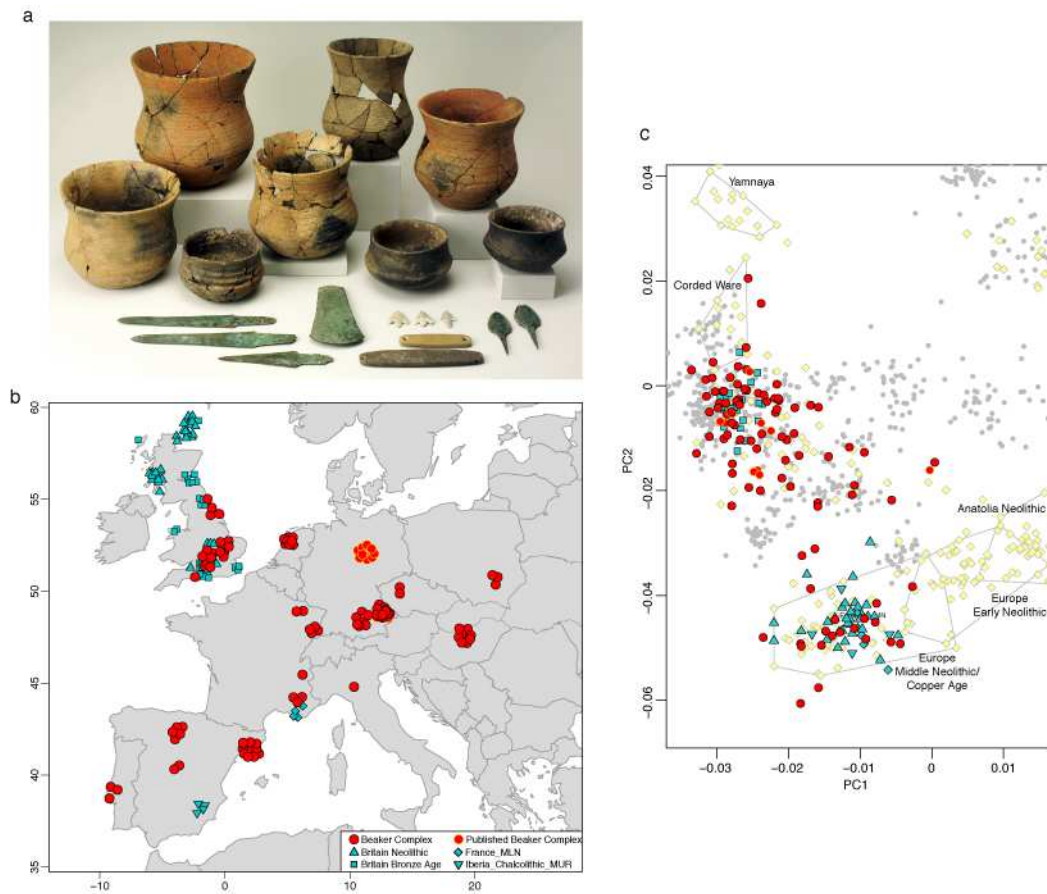 a
b
60
55
50
45
40
35
−10
0
10
20
Beaker Complex
Published Beaker Complex
Britain Neolithic
France_MLN
Britain Bronze Age
Iberia_Chalcolithic_MUR
c
0.04
0.02
0
−0.02
−0.04
−0.06
PC2
Yamnaya
Corded Ware
Anatolia Neolithic
Europe
Early Neolithic
Europe
Middle Neolithic/
Copper Age
−0.03
−0.02
−0.01
0
0.01
PC1